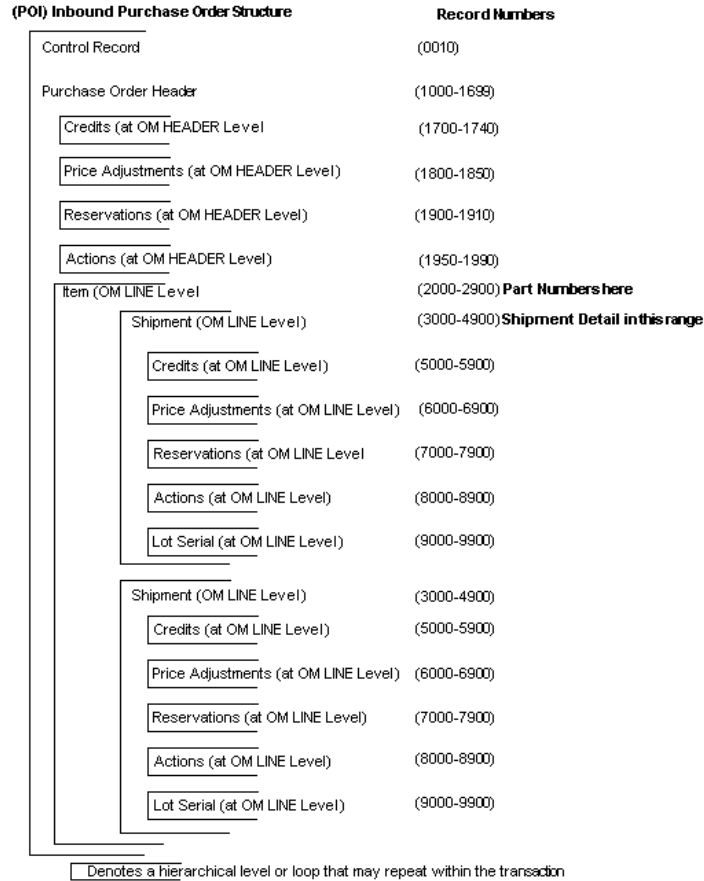 (POI) Inbound Purchase Order Structure Record Numbers
Control Record (0010)
Purchase Order Header (1000-1699)
Credits (at OM HEADER Level (1700-1740)
Price Adjustments (at OM HEADER Level) (1800-1850)
Reservations (at OM HEADER Level) (1900-1910)
Actions (at OM HEADER Level) (1950-1990)
Item (OM LINE Level (2000-2900) Part Numbers here
Shipment (OM LINE Level) (3000-4900) Shipment Detail in this range
Credits (at OM LINE Level) (5000-5900)
Price Adjustments (at OM LINE Level) (6000-6900)
Reservations (at OM LINE Level (7000-7900)
Actions (at OM LINE Level) (8000-8900)
Lot Serial (at OM LINE Level) (9000-9900)
Shipment (OM LINE Level) (3000-4900)
Credits (at OM LINE Level) (5000-5900)
Price Adjustments (at OM LINE Level) (6000-6900)
Reservations (at OM LINE Level) (7000-7900)
Actions (at OM LINE Level) (8000-8900)
Lot Serial (at OM LINE Level) (9000-9900)
Denotes a hierarchical level or loop that may repeat within the transaction